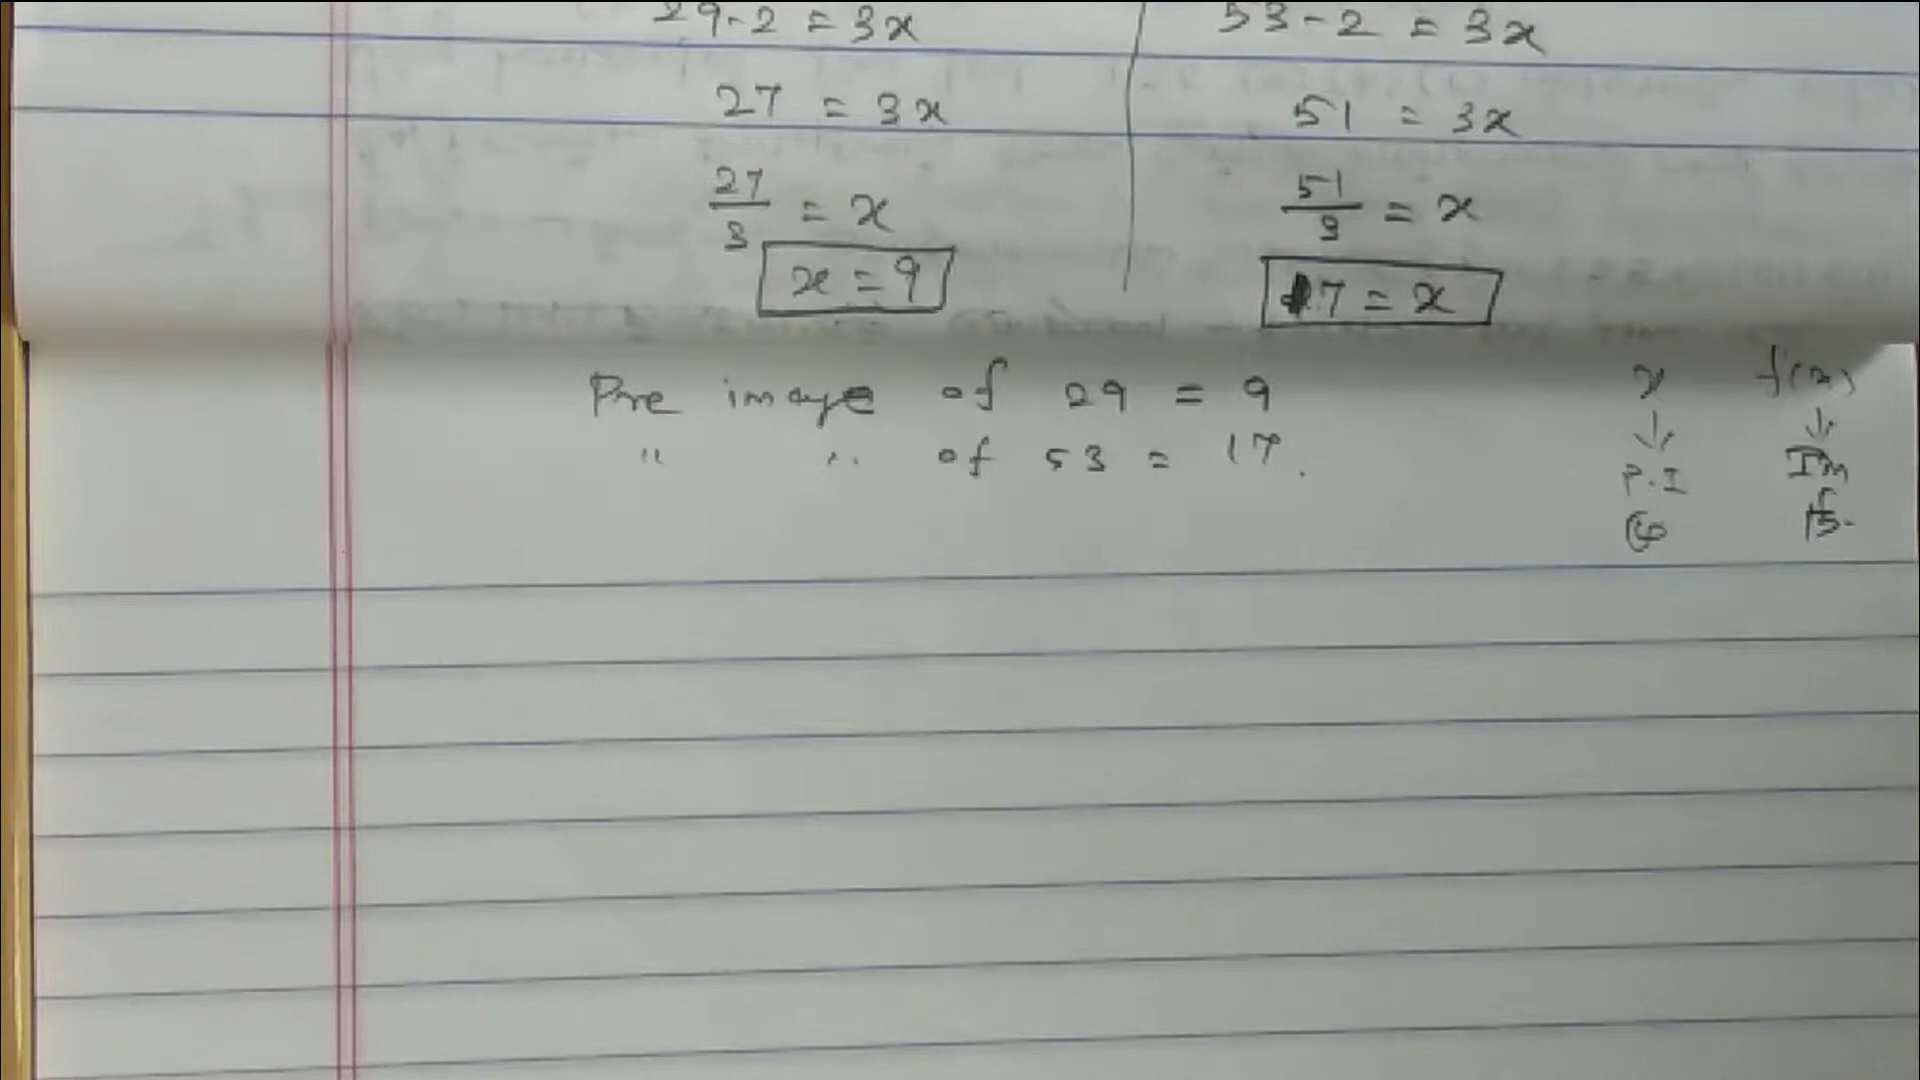 29-2 = 3x
27 = 3x
27/3 = x
x = 9
53-2 = 3x
51 = 3x
51/3 = x
17 = x
Pre image of 29 = 9
" " of 53 = 17.
x f(x)
↓ ↓
P.I Im